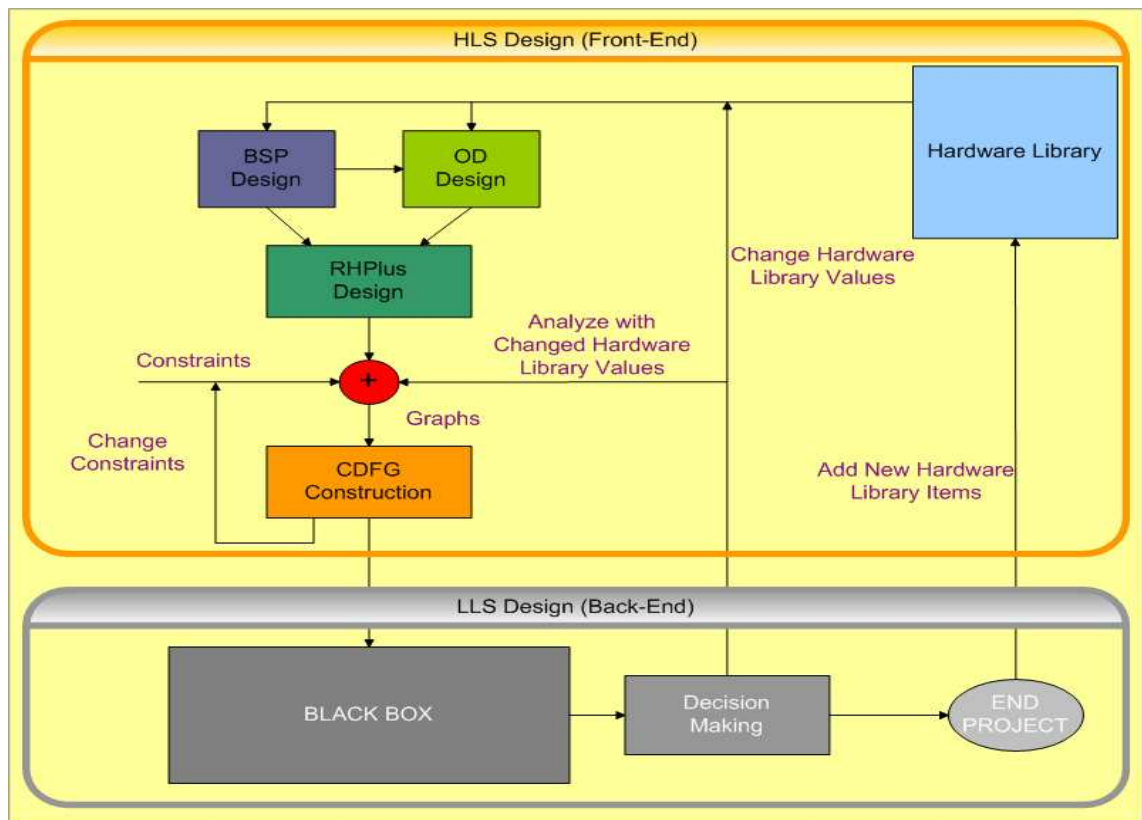 HLS Design (Front-End)
BSP
Design
OD
Design
Hardware Library
RHPlus
Design
Change Hardware
Library Values
Analyze with
Changed Hardware
Library Values
Constraints
+
Graphs
Change
Constraints
CDFG
Construction
Add New Hardware
Library Items
LLS Design (Back-End)
BLACK BOX
Decision
Making
END
PROJECT